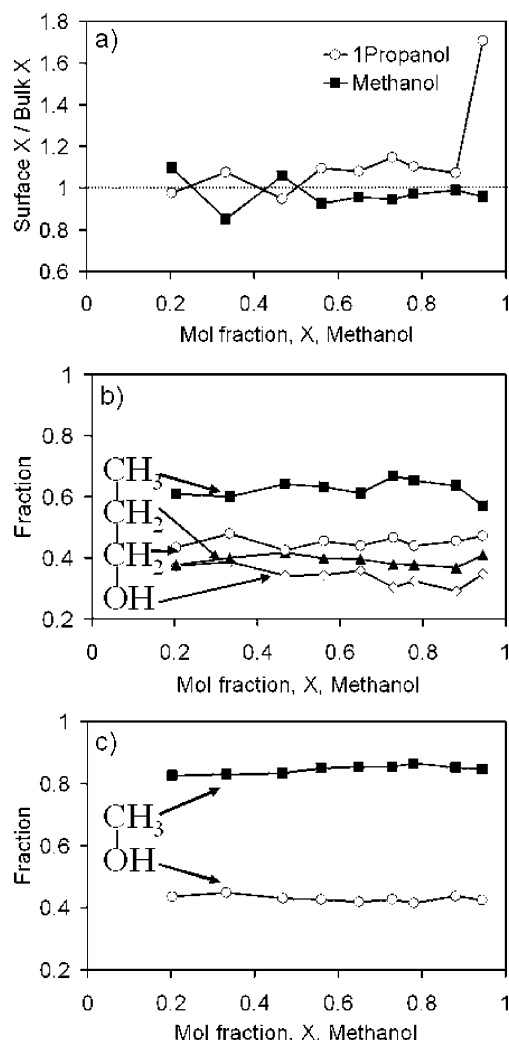 a)
1.8
1.6
1.4
1.2
1
0.8
0.6
Surface X / Bulk X
1Propanol
Methanol
0 0.2 0.4 0.6 0.8 1
Mol fraction, X, Methanol
b)
1
0.8
0.6
0.4
0.2
Fraction
CH3
CH2
CH2
OH
0 0.2 0.4 0.6 0.8 1
Mol fraction, X, Methanol
c)
1
0.8
0.6
0.4
0.2
Fraction
CH3
OH
0 0.2 0.4 0.6 0.8 1
Mol fraction, X, Methanol